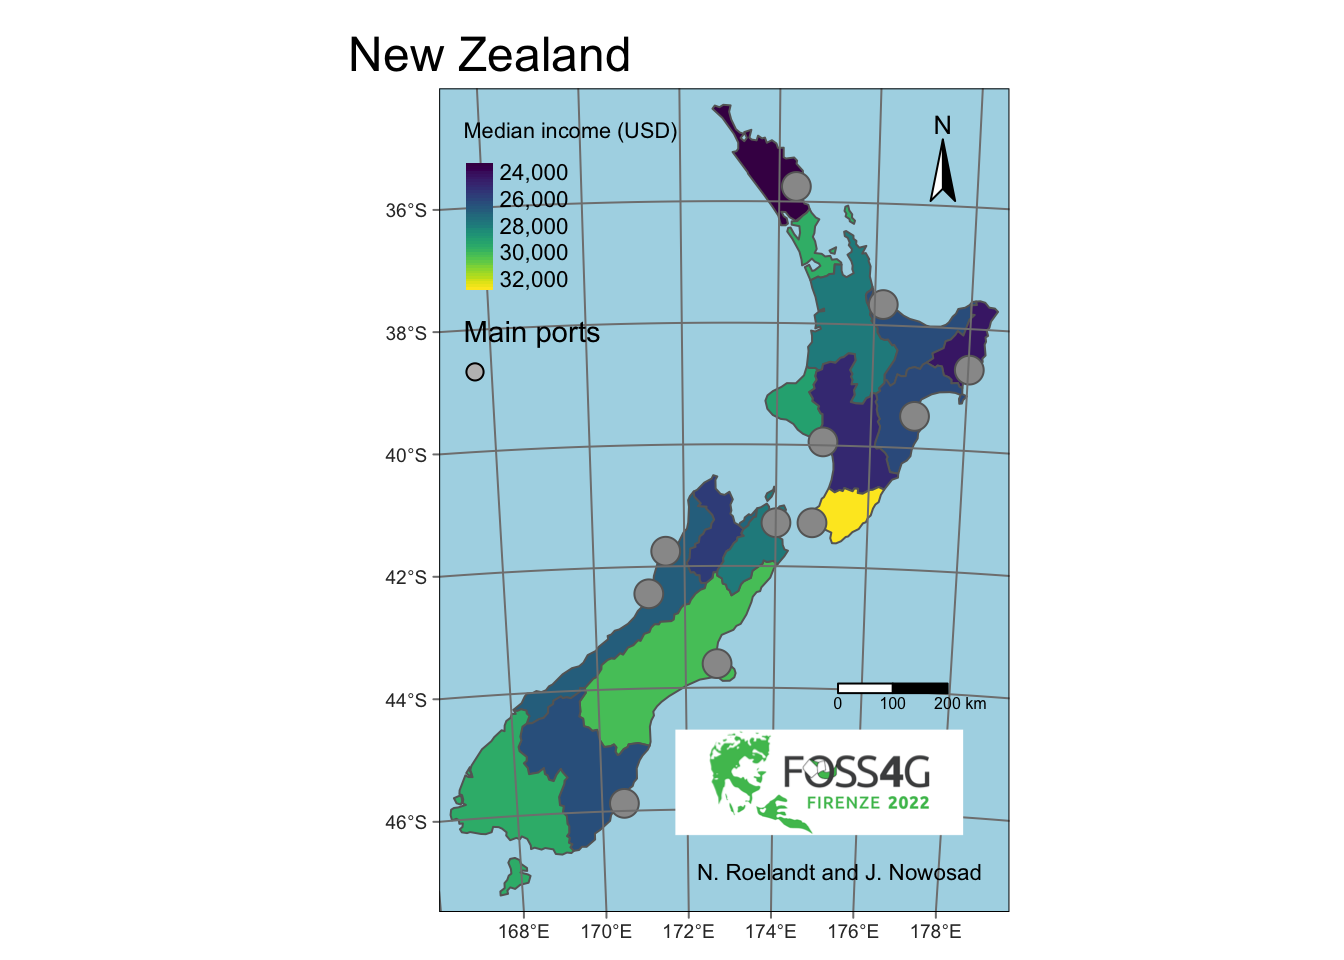 New Zealand
Median income (USD)
24,000
26,000
28,000
30,000
32,000
Main ports
N
36°S
38°S
40°S
42°S
44°S
46°S
0 100 200 km
FOSS4G
FIRENZE 2022
N. Roelandt and J. Nowosad
168°E 170°E 172°E 174°E 176°E 178°E